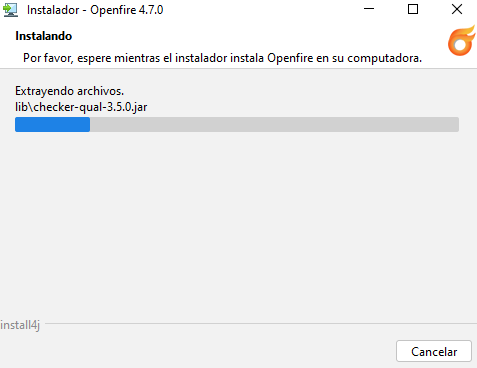 Instalador - Openfire 4.7.0
Instalando
Por favor, espere mientras el instalador instala Openfire en su computadora.
Extrayendo archivos.
lib\checker-qual-3.5.0.jar
install4j
Cancelar